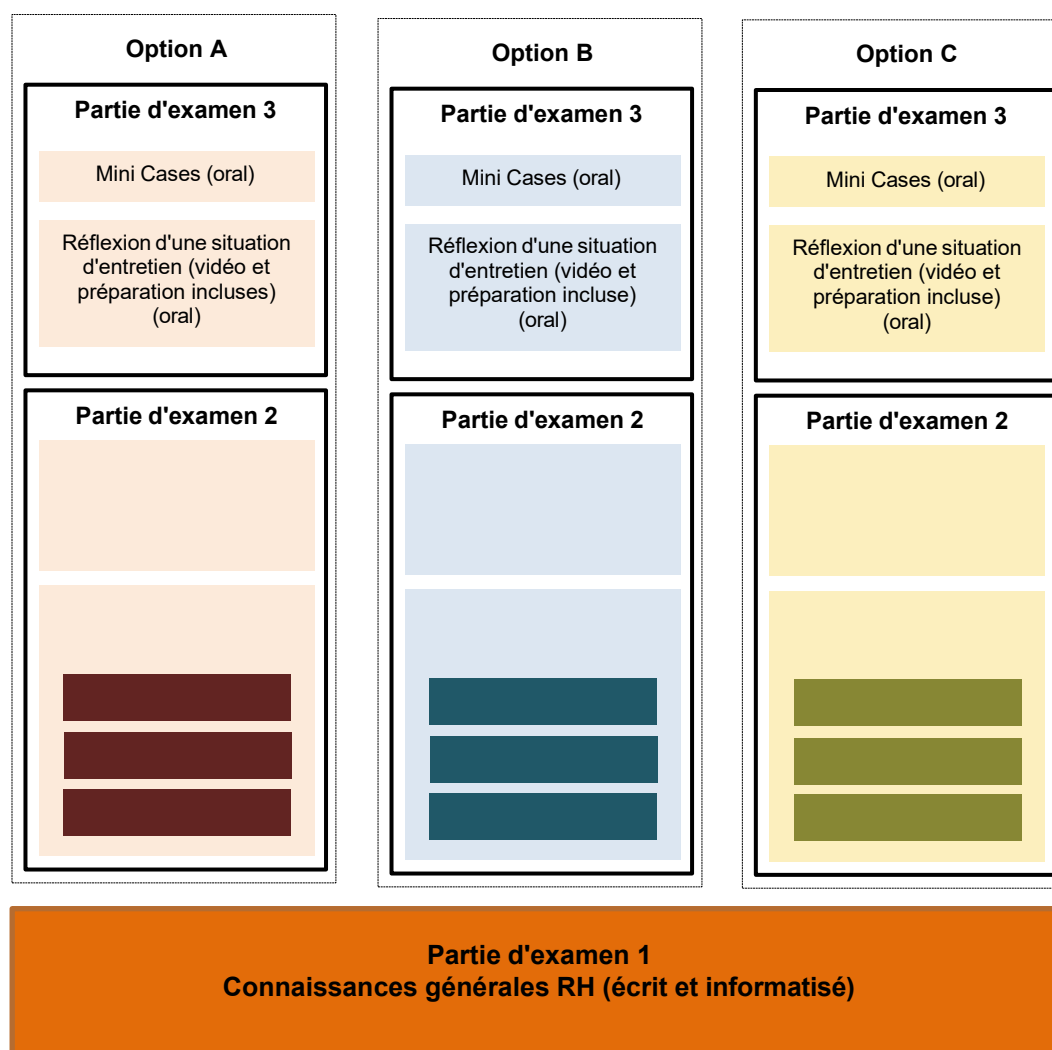 Option A
Partie d'examen 3
Mini Cases (oral)
Réflexion d'une situation
d'entretien (vidéo et
préparation incluses)
(oral)
Partie d'examen 2
Option B
Partie d'examen 3
Mini Cases (oral)
Réflexion d'une situation
d'entretien (vidéo et
préparation incluse)
(oral)
Partie d'examen 2
Option C
Partie d'examen 3
Mini Cases (oral)
Réflexion d'une situation
d'entretien (vidéo et
préparation incluse)
(oral)
Partie d'examen 2
Partie d'examen 1
Connaissances générales RH (écrit et informatisé)